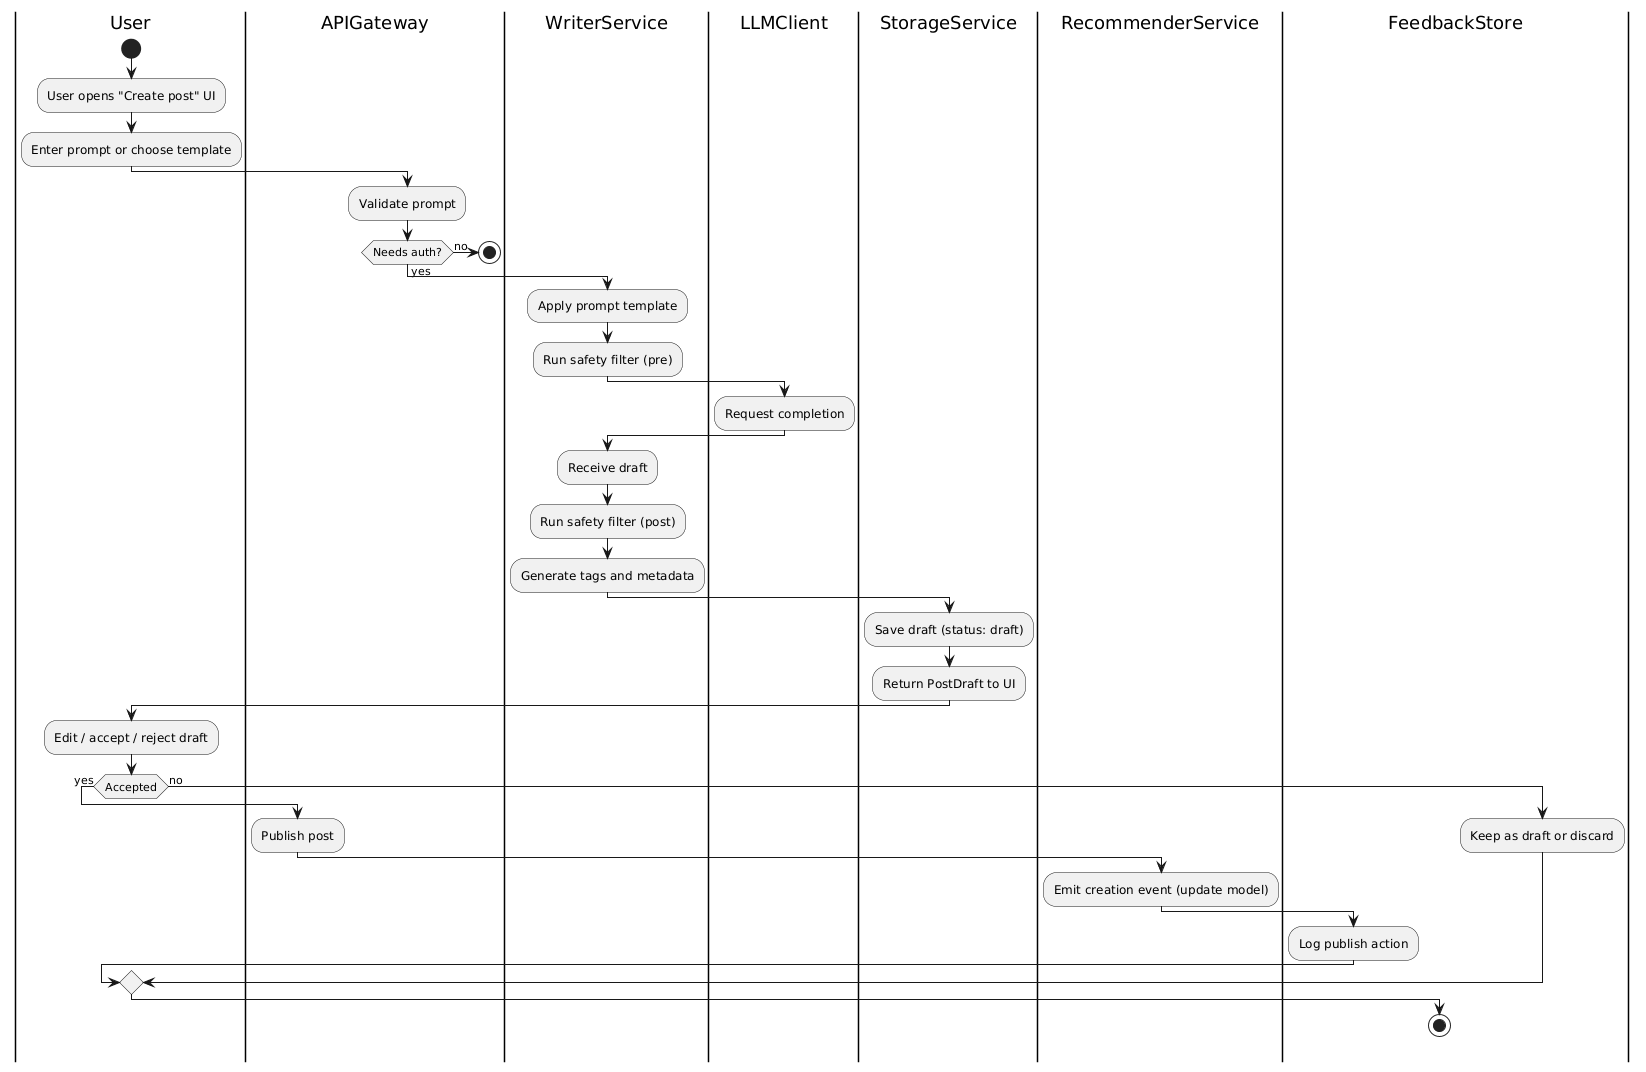 User
APIGateway
WriterService
LLMClient
StorageService
RecommenderService
FeedbackStore
User opens "Create post" UI
Enter prompt or choose template
Validate prompt
Needs auth?
no
yes
Apply prompt template
Run safety filter (pre)
Request completion
Receive draft
Run safety filter (post)
Generate tags and metadata
Save draft (status: draft)
Return PostDraft to UI
Edit / accept / reject draft
yes
Accepted
no
Publish post
Keep as draft or discard
Emit creation event (update model)
Log publish action